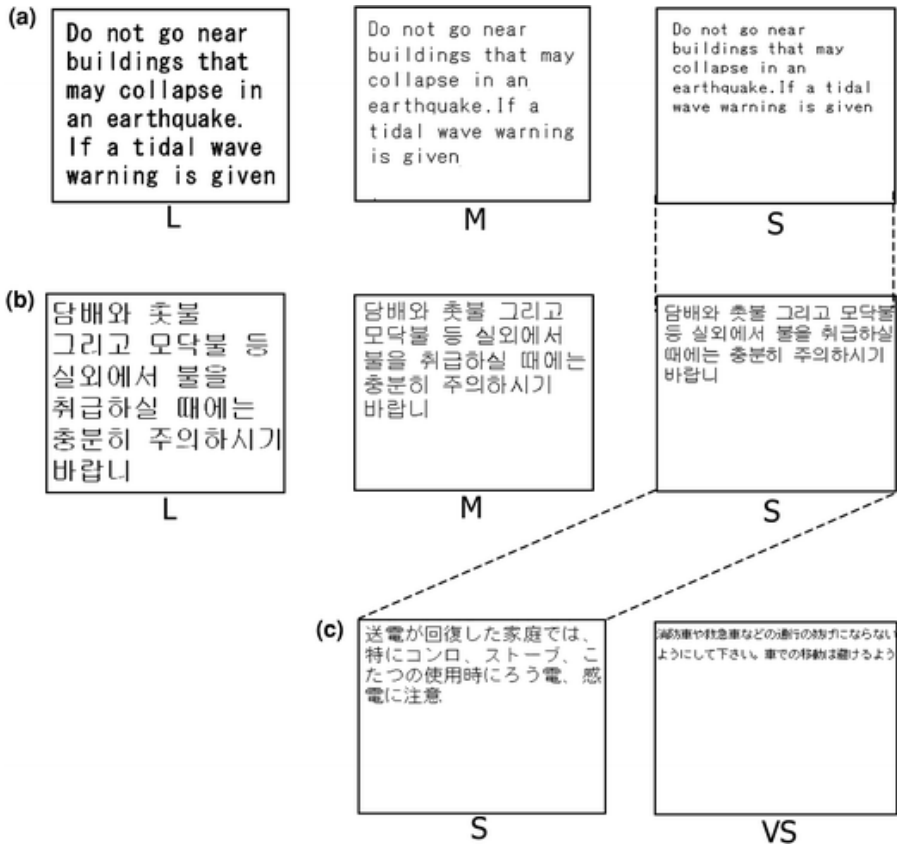 (a)
Do not go near
buildings that
may collapse in
an earthquake.
If a tidal wave
warning is given
L
Do not go near
buildings that may
collapse in an
earthquake.If a
tidal wave warning
is given
M
Do not go near
buildings that may
collapse in an
earthquake.If a tidal
wave warning is given
S
(b)
담배와 촛불
그리고 모닥불 등
실외에서 불을
취급하실 때에는
충분히 주의하시기
바랍니
L
담배와 촛불 그리고
모닥불 등 실외에서
불을 취급하실 때에는
충분히 주의하시기
바랍니
M
담배와 촛불 그리고 모닥불
등 실외에서 불을 취급하실
때에는 충분히 주의하시기
바랍니
S
(c)
送電が回復した家庭では、
特にコンロ、ストーブ、こ
たつの使用時にろう電、感
電に注意
S
消防車や救急車などの通行の妨げにならない
ようにして下さい。車での移動は避けるよう
VS